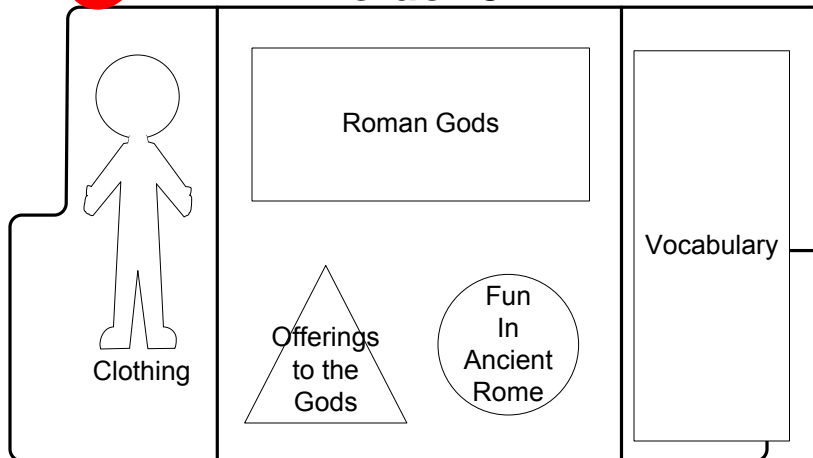 Roman Gods
Vocabulary
Offerings
to the
Gods
Fun
In
Ancient
Rome
Clothing